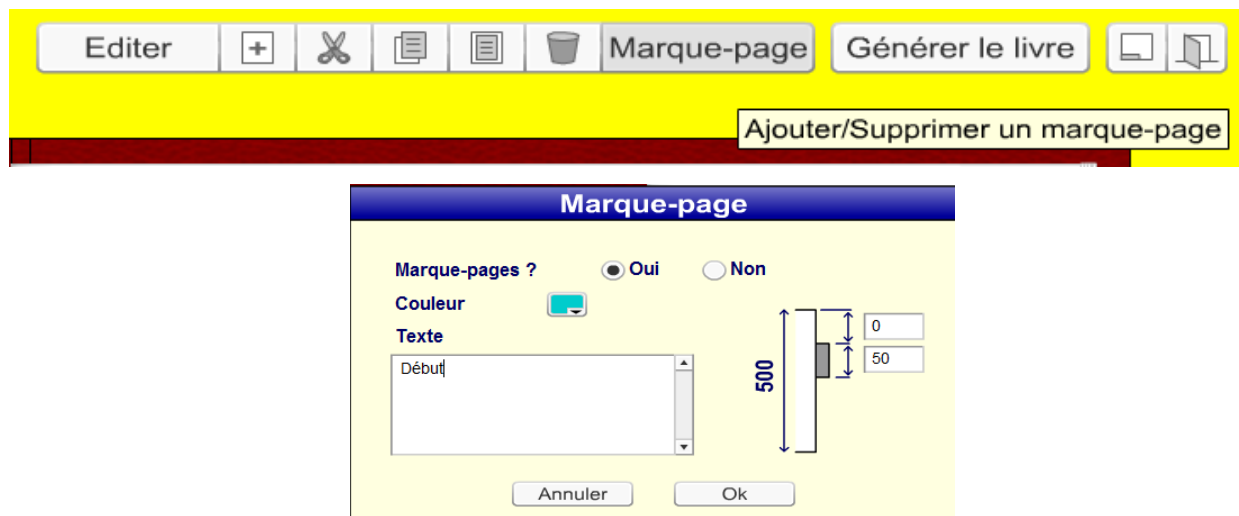 Editer Marque-page Générer le livre
Ajouter/Supprimer un marque-page
Marque-page
Marque-pages ? Oui Non
Couleur
Texte
Début
500
0
50
Annuler Ok